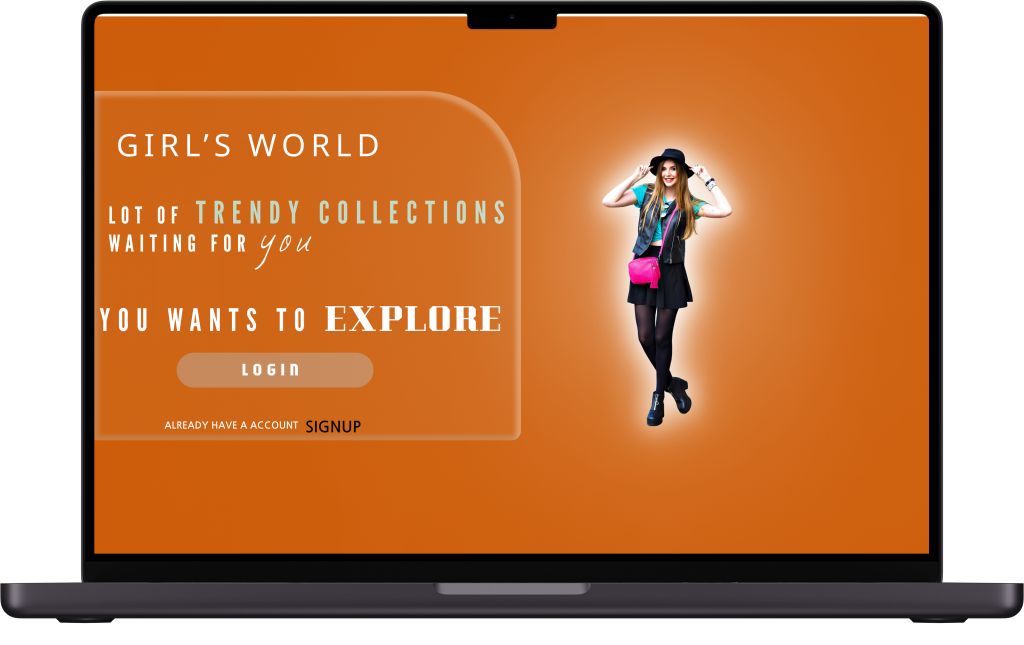 GIRL’S WORLD
LOT OF TRENDY COLLECTIONS
WAITING FOR you
YOU WANTS TO EXPLORE
LOGIN
ALREADY HAVE A ACCOUNT SIGNUP